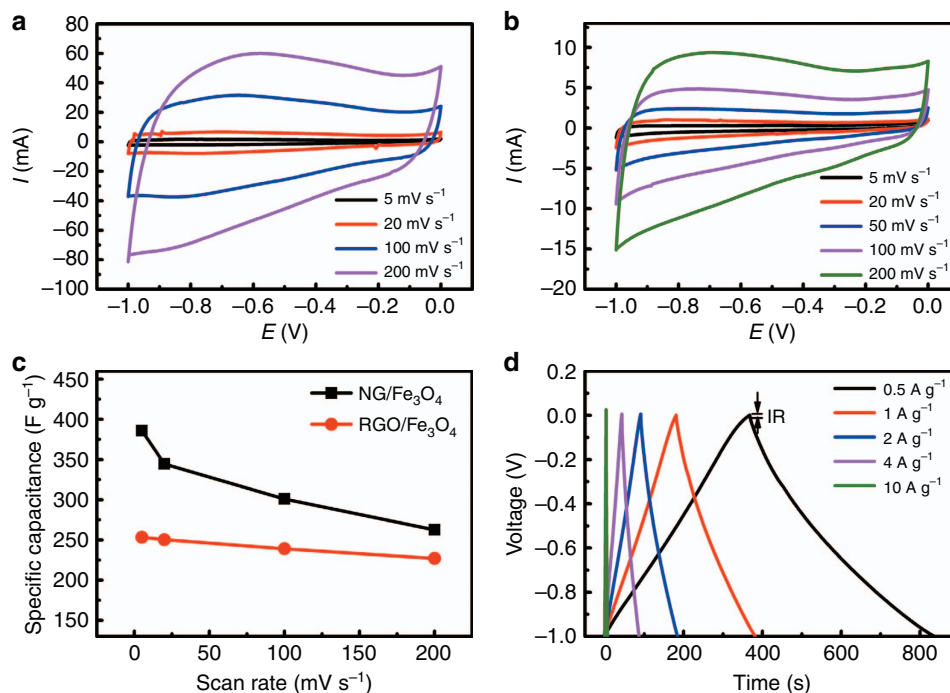 a
80
60
40
20
0
−20
−40
−60
−80
−100
I (mA)
5 mV s⁻¹
20 mV s⁻¹
100 mV s⁻¹
200 mV s⁻¹
−1.0 −0.8 −0.6 −0.4 −0.2 0.0
E (V)
b
10
5
0
−5
−10
−15
−20
I (mA)
5 mV s⁻¹
20 mV s⁻¹
50 mV s⁻¹
100 mV s⁻¹
200 mV s⁻¹
−1.0 −0.8 −0.6 −0.4 −0.2 0.0
E (V)
c
450
400
350
300
250
200
150
Specific capacitance (F g⁻¹)
NG/Fe₃O₄
RGO/Fe₃O₄
0 50 100 150 200
Scan rate (mV s⁻¹)
d
0.2
0.0
−0.2
−0.4
−0.6
−0.8
−1.0
Voltage (V)
IR
0.5 A g⁻¹
1 A g⁻¹
2 A g⁻¹
4 A g⁻¹
10 A g⁻¹
0 200 400 600 800
Time (s)